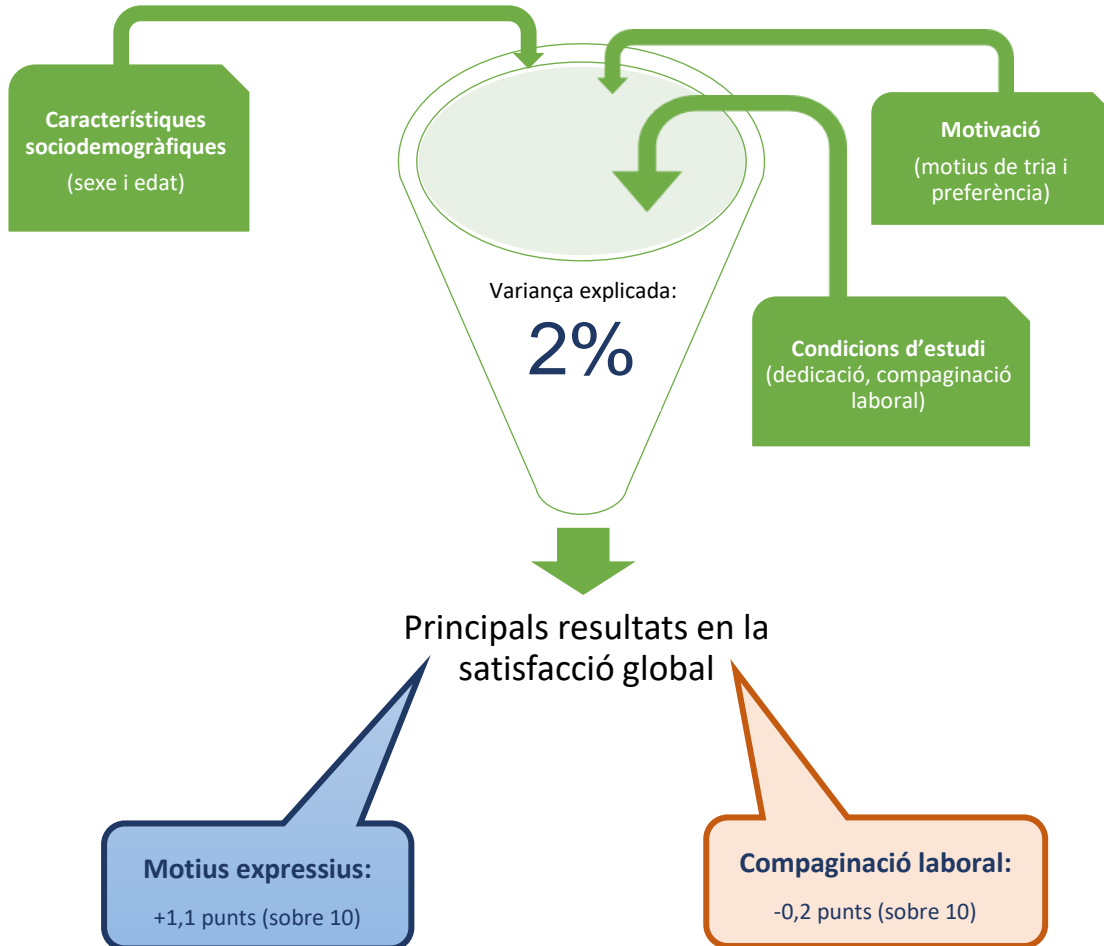 Característiques
sociodemogràfiques
(sexe i edat)
Motivació
(motius de tria i
preferència)
Variança explicada:
2%
Condicions d’estudi
(dedicació, compaginació
laboral)
Principals resultats en la
satisfacció global
Motius expressius:
+1,1 punts (sobre 10)
Compaginació laboral:
-0,2 punts (sobre 10)